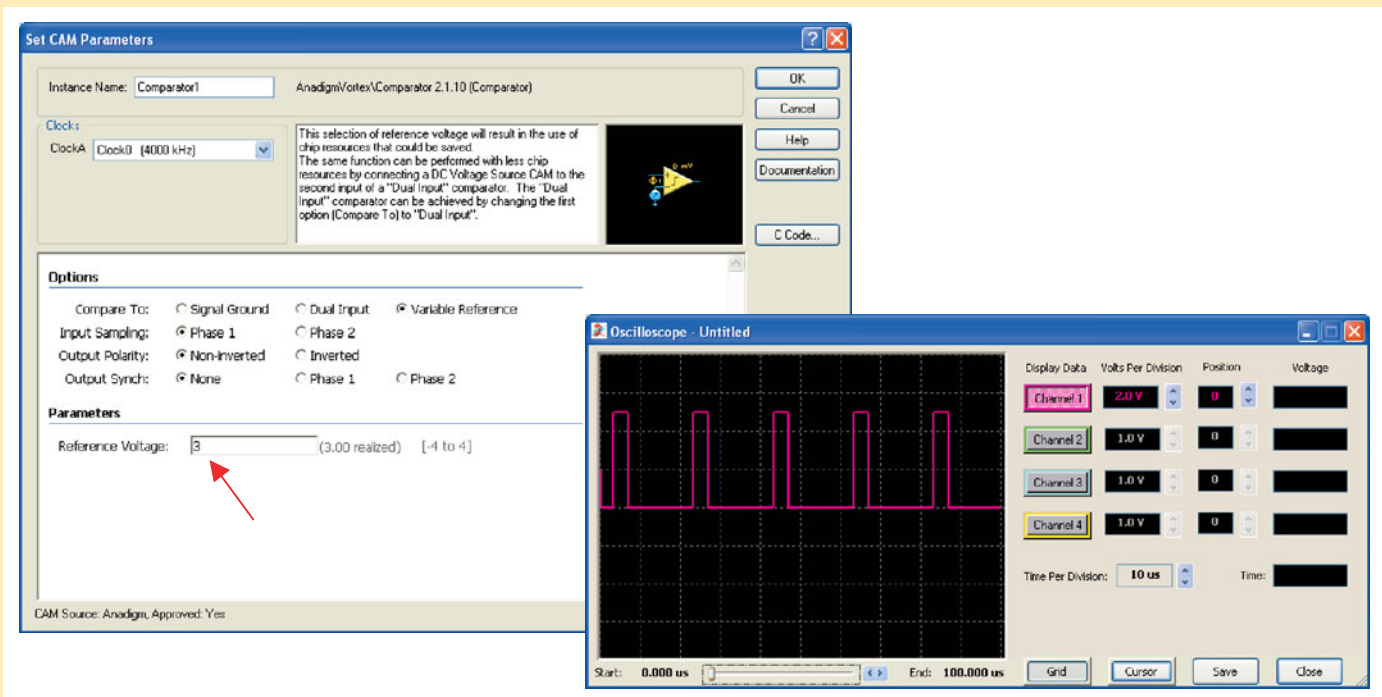 Set CAM Parameters
Instance Name: Comparator1 AnadigmVortex\Comparator 2.1.10 (Comparator)
OK
Cancel
Help
Documentation
C Code...
Clocks
ClockA Clock0 (4000 kHz)
This selection of reference voltage will result in the use of
chip resources that could be saved.
The same function can be performed with less chip
resources by connecting a DC Voltage Source CAM to the
second input of a "Dual Input" comparator. The "Dual
Input" comparator can be achieved by changing the first
option (Compare To) to "Dual Input".
0 mV
Options
Compare To: Signal Ground Dual Input Variable Reference
Input Sampling: Phase 1 Phase 2
Output Polarity: Non-inverted Inverted
Output Synch: None Phase 1 Phase 2
Parameters
Reference Voltage: 3 (3.00 realized) [-4 to 4]
CAM Source: Anadigm, Approved: Yes
Oscilloscope - Untitled
Display Data Volts Per Division Position Voltage
Channel 1 2.0 V 0
Channel 2 1.0 V 0
Channel 3 1.0 V 0
Channel 4 1.0 V 0
Time Per Division: 10 us Time:
Start: 0.000 us End: 100.000 us
Grid Cursor Save Close